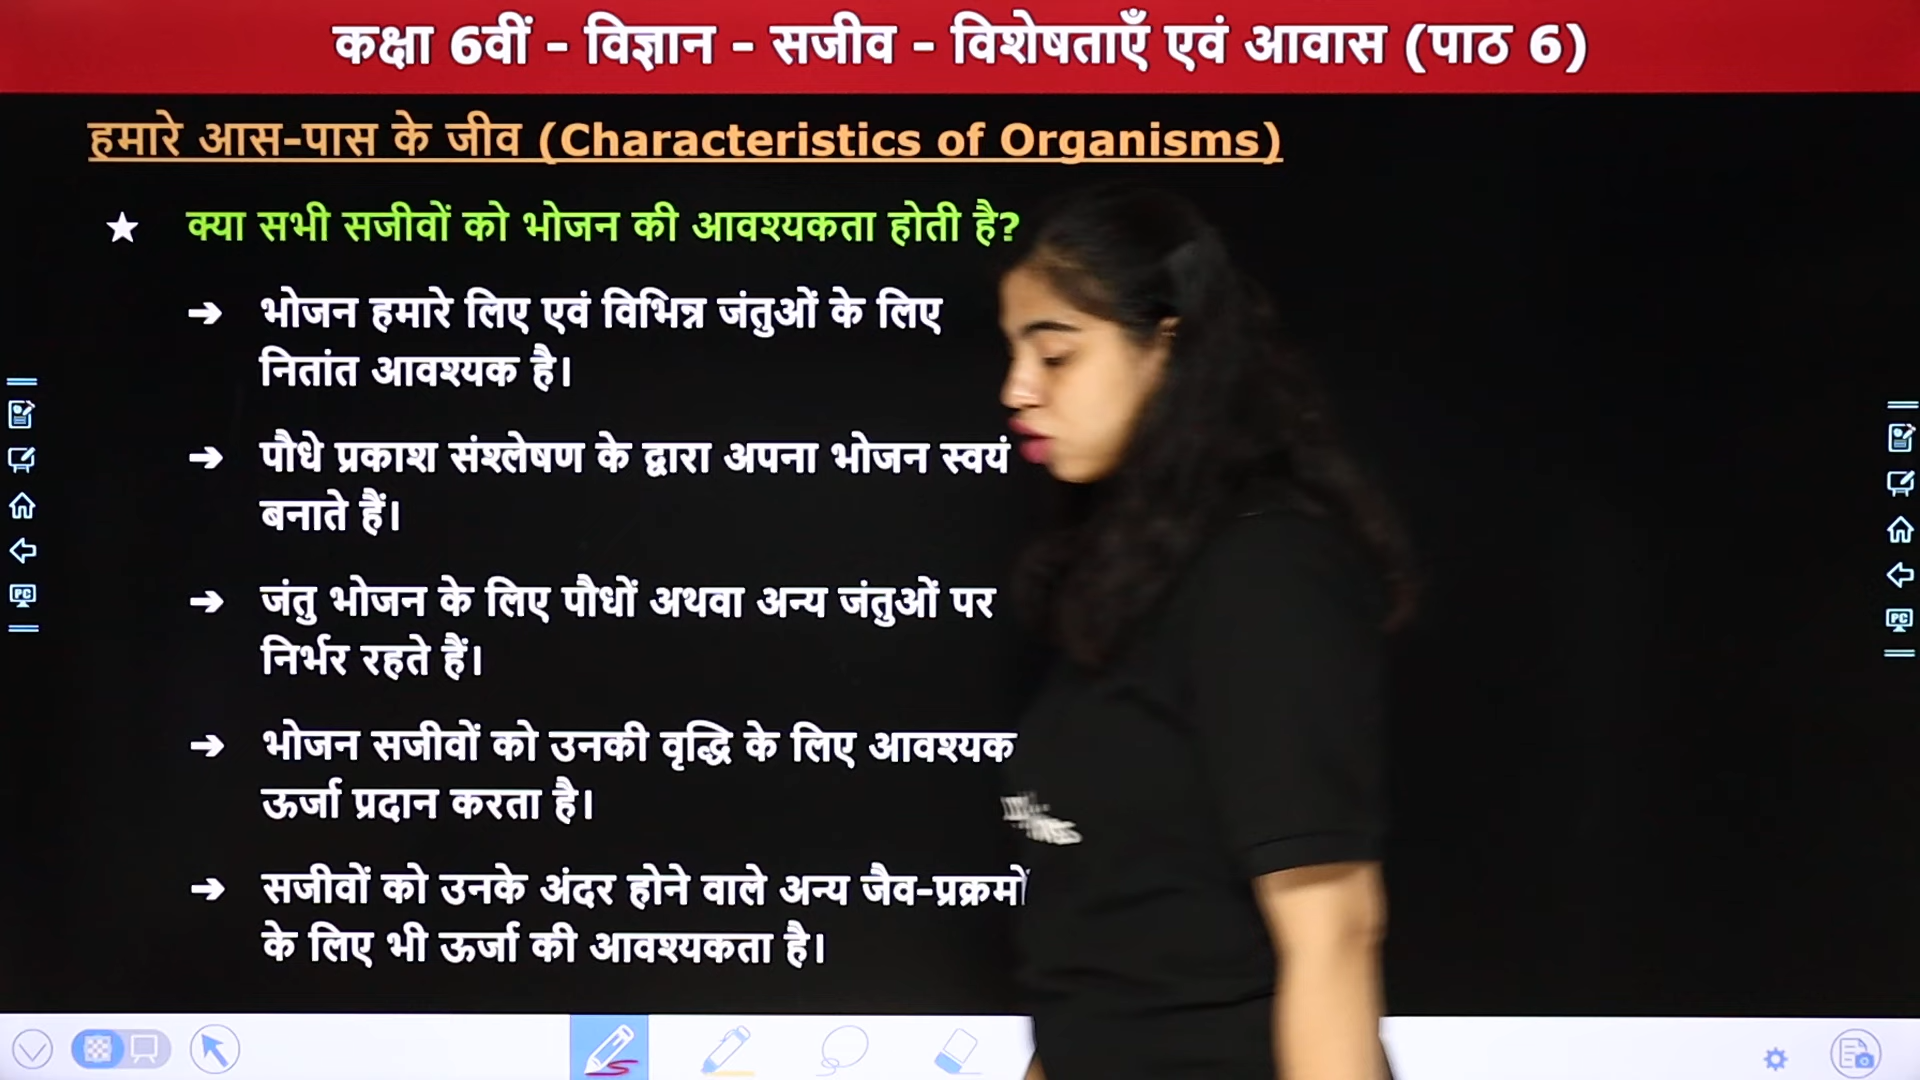 कक्षा 6वीं – विज्ञान – सजीव – विशेषताएँ एवं आवास (पाठ 6)
हमारे आस-पास के जीव (Characteristics of Organisms)
★ क्या सभी सजीवों को भोजन की आवश्यकता होती है?
➔ भोजन हमारे लिए एवं विभिन्न जंतुओं के लिए
नितांत आवश्यक है।
➔ पौधे प्रकाश संश्लेषण के द्वारा अपना भोजन स्वयं
बनाते हैं।
➔ जंतु भोजन के लिए पौधों अथवा अन्य जंतुओं पर
निर्भर रहते हैं।
➔ भोजन सजीवों को उनकी वृद्धि के लिए आवश्यक
ऊर्जा प्रदान करता है।
➔ सजीवों को उनके अंदर होने वाले अन्य जैव-प्रक्रमों
के लिए भी ऊर्जा की आवश्यकता है।
PC
PC